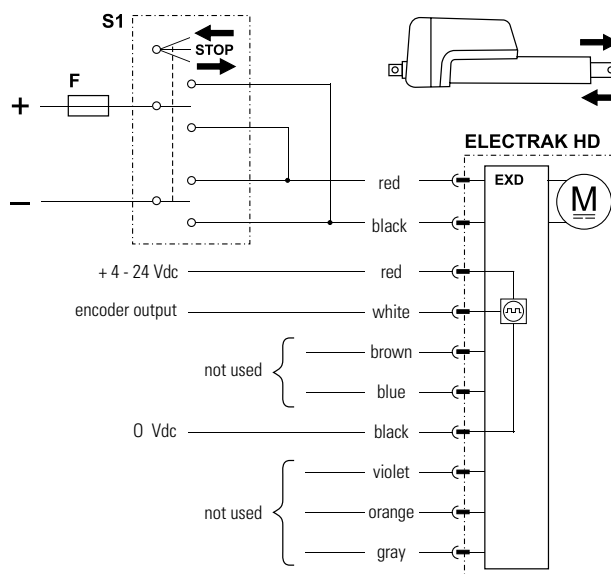 S1
STOP
F
+
–
ELECTRAK HD
EXD
M
red
black
+ 4 - 24 Vdc
red
encoder output
white
not used
brown
blue
0 Vdc
black
not used
violet
orange
gray